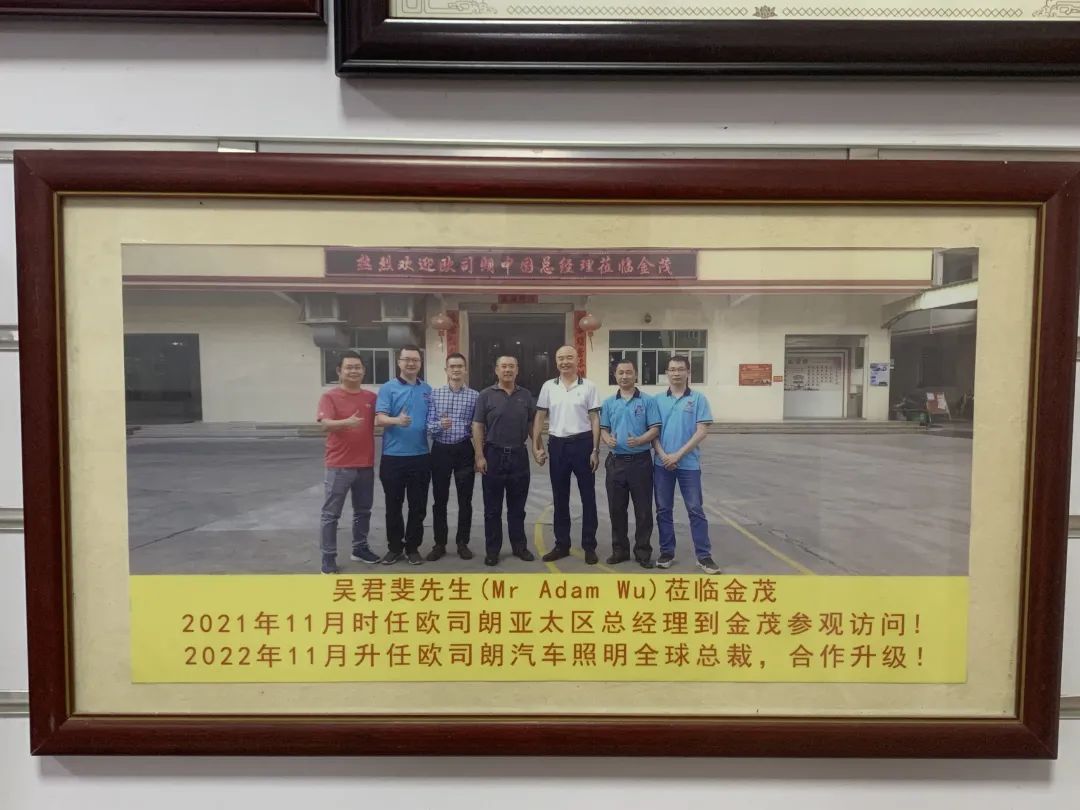 热烈欢迎欧司朗中国总经理莅临金茂
吴君斐先生(Mr Adam Wu)莅临金茂
2021年11月时任欧司朗亚太区总经理到金茂参观访问!
2022年11月升任欧司朗汽车照明全球总裁，合作升级!